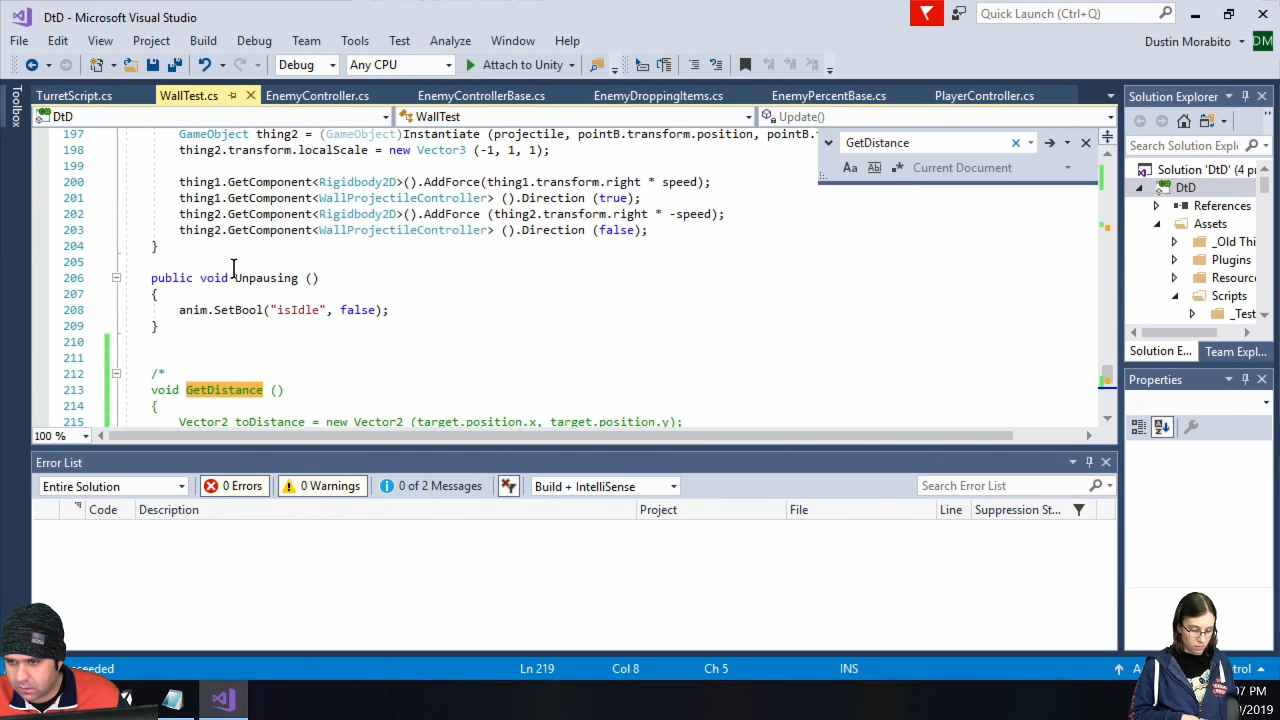 DtD - Microsoft Visual Studio
Quick Launch (Ctrl+Q)
File Edit View Project Build Debug Team Tools Test Analyze Window Help
Dustin Morabito DM
Debug Any CPU Attach to Unity
Toolbox
TurretScript.cs WallTest.cs EnemyController.cs EnemyControllerBase.cs EnemyDroppingItems.cs EnemyPercentBase.cs PlayerController.cs
DtD WallTest Update()
GetDistance
Aa Ab Current Document
197 GameObject thing2 = (GameObject)Instantiate (projectile, pointB.transform.position, pointB.
198 thing2.transform.localScale = new Vector3 (-1, 1, 1);
199
200 thing1.GetComponent<Rigidbody2D>().AddForce(thing1.transform.right * speed);
201 thing1.GetComponent<WallProjectileController> ().Direction (true);
202 thing2.GetComponent<Rigidbody2D>().AddForce (thing2.transform.right * -speed);
203 thing2.GetComponent<WallProjectileController> ().Direction (false);
204 }
205
206 public void Unpausing ()
207 {
208 anim.SetBool("isIdle", false);
209 }
210
211
212 /*
213 void GetDistance ()
214 {
215 Vector2 toDistance = new Vector2 (target.position.x, target.position.y);
100 %
Solution Explorer
Search Solution Explorer
Solution 'DtD' (4 p
DtD
References
Assets
_Old Thi
Plugins
Resourc
Scripts
_Test
Solution E... Team Expl...
Properties
Error List
Entire Solution 0 Errors 0 Warnings 0 of 2 Messages Build + IntelliSense Search Error List
Code Description Project File Line Suppression St...
Ln 219 Col 8 Ch 5 INS